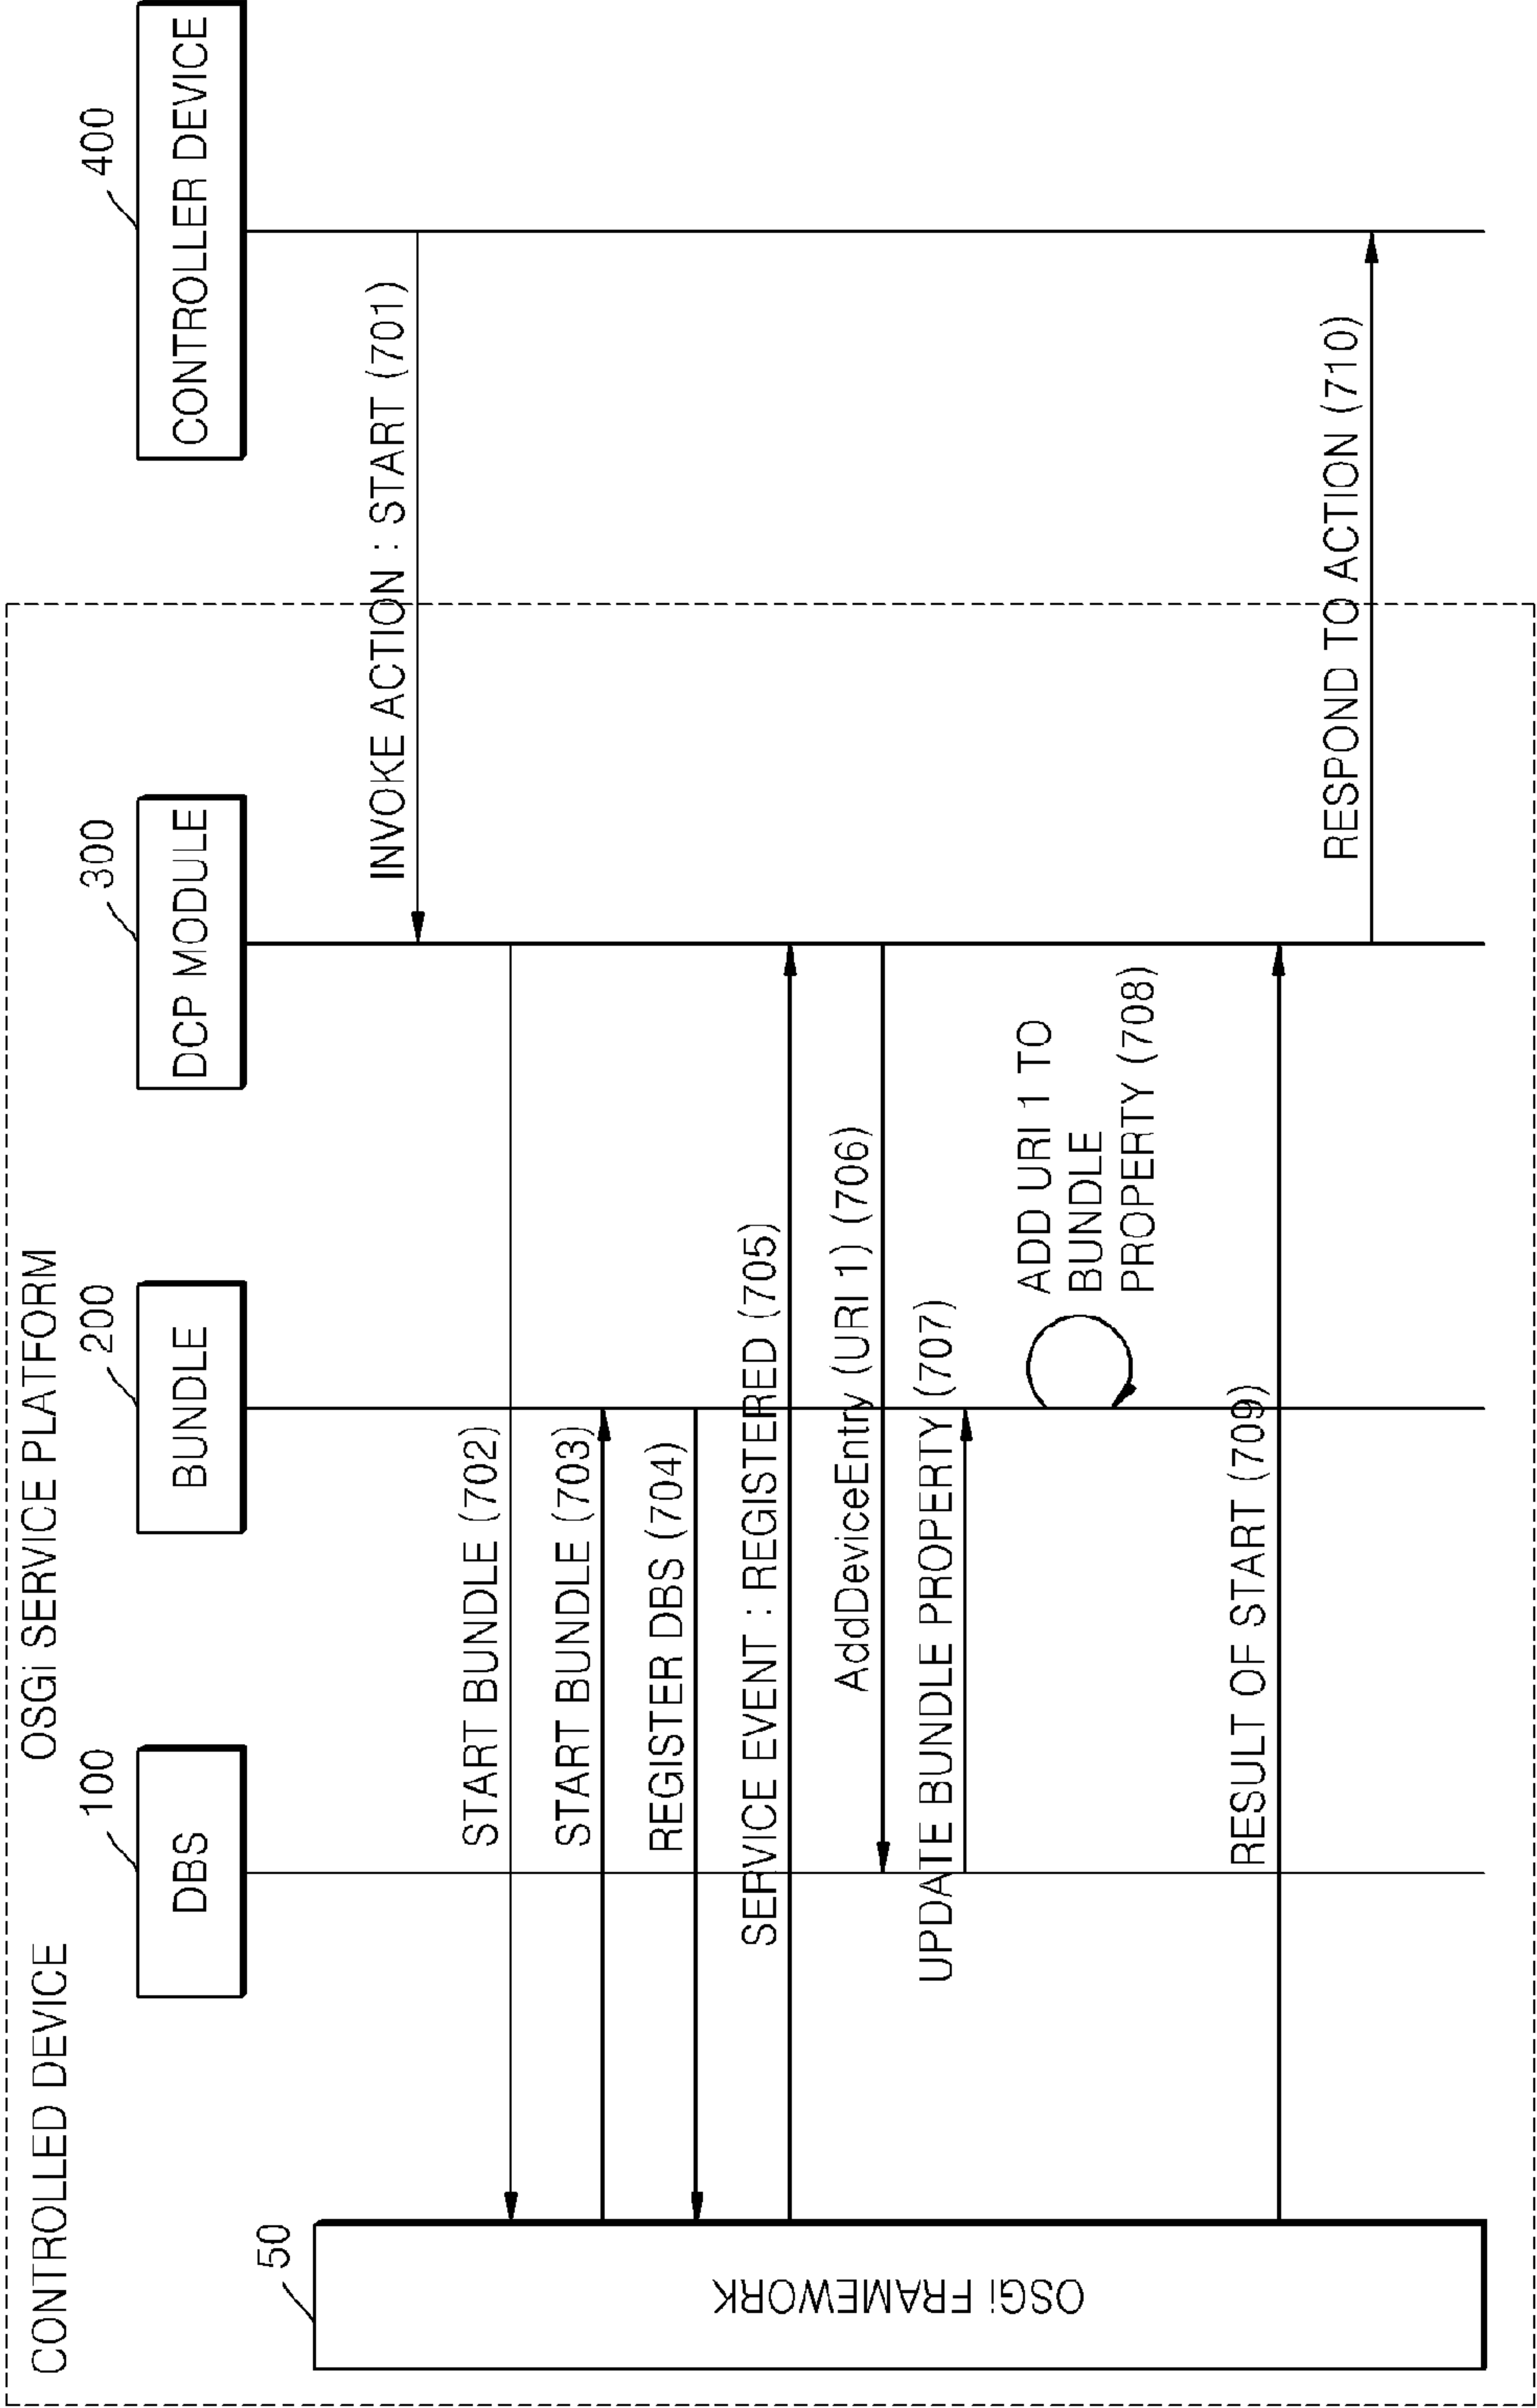 CONTROLLED DEVICE
OSGi SERVICE PLATFORM
50
100
200
300
400
OSGi FRAMEWORK
DBS
BUNDLE
DCP MODULE
CONTROLLER DEVICE
INVOKE ACTION : START (701)
START BUNDLE (702)
START BUNDLE (703)
REGISTER DBS (704)
SERVICE EVENT : REGISTERED (705)
AddDeviceEntry (URI 1) (706)
UPDATE BUNDLE PROPERTY (707)
ADD URI 1 TO
BUNDLE
PROPERTY (708)
RESULT OF START (709)
RESPOND TO ACTION (710)